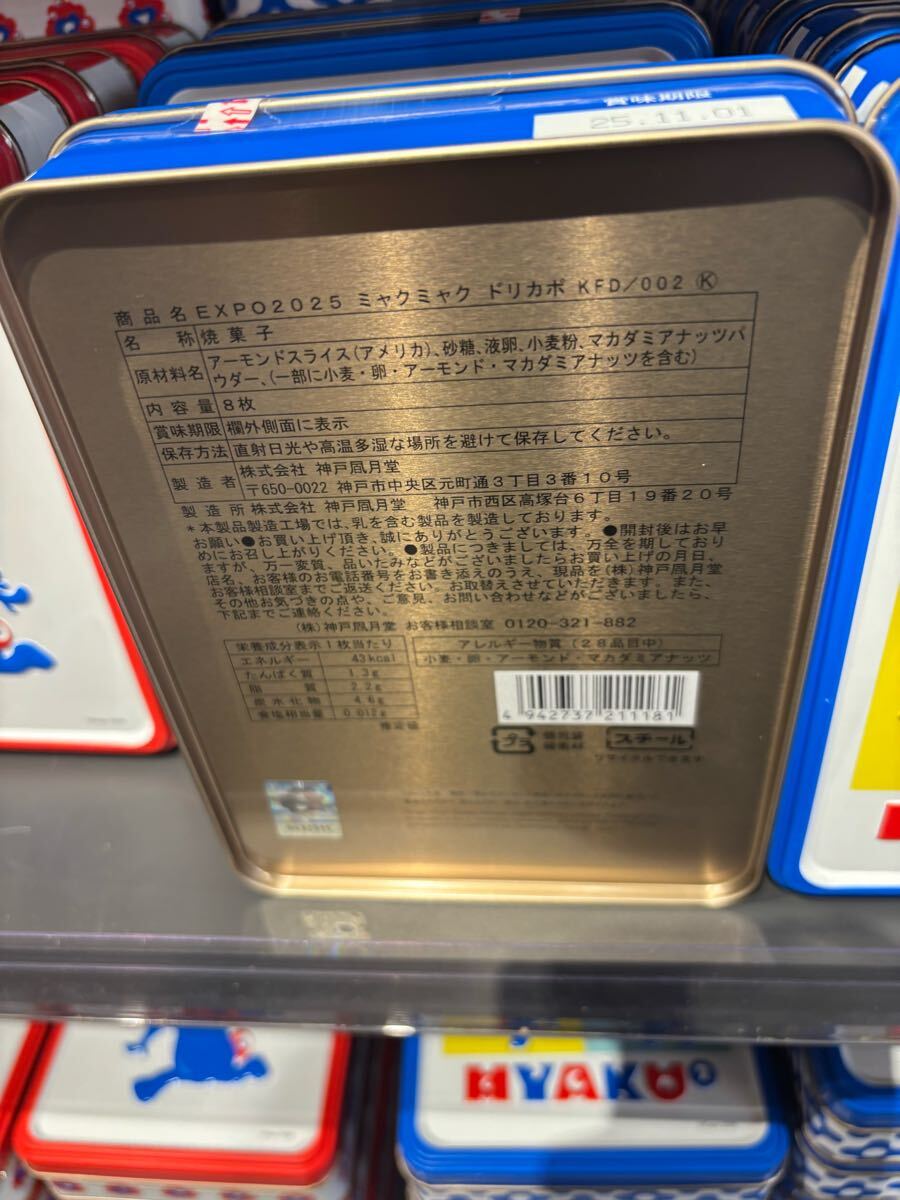 賞味期限
25.11.01
商品名 EXPO2025 ミャクミャク ドリカポ KFD/002 Ⓚ
名称 焼菓子
原材料名 アーモンドスライス(アメリカ)、砂糖、液卵、小麦粉、マカダミアナッツパ
ウダー、(一部に小麦・卵・アーモンド・マカダミアナッツを含む)
内容量 8枚
賞味期限 欄外側面に表示
保存方法 直射日光や高温多湿な場所を避けて保存してください。
製造者 株式会社 神戸凮月堂
〒650-0022 神戸市中央区元町通3丁目3番10号
製造所 株式会社 神戸凮月堂 神戸市西区高塚台6丁目19番20号
*本製品製造工場では、乳を含む製品を製造しております。
お願い●お買い上げ頂き、誠にありがとうございます。●開封後はお早
めにお召し上がりください。●製品につきましては、万全を期しており
ますが、万一変質、品いたみなどがございましたらお買い上げの月日、
店名、お客様のお電話番号をお書き添えのうえ、現品を(株)神戸凮月堂
お客様相談室までご返送ください。お取替えさせていただきます。また、
その他お気づきの点や、ご意見、お問い合わせなどがございましたら、
下記までご連絡ください。
(株)神戸凮月堂 お客様相談室 0120-321-882
栄養成分表示1枚当たり
エネルギー 43kcal
たんぱく質 1.3g
脂質 2.2g
炭水化物 4.6g
食塩相当量 0.012g
推定値
アレルギー物質(28品目中)
小麦・卵・アーモンド・マカダミアナッツ
4 942737 211181
プラ 個包装
緩衝材
スチール
リサイクルできます
MYAKU